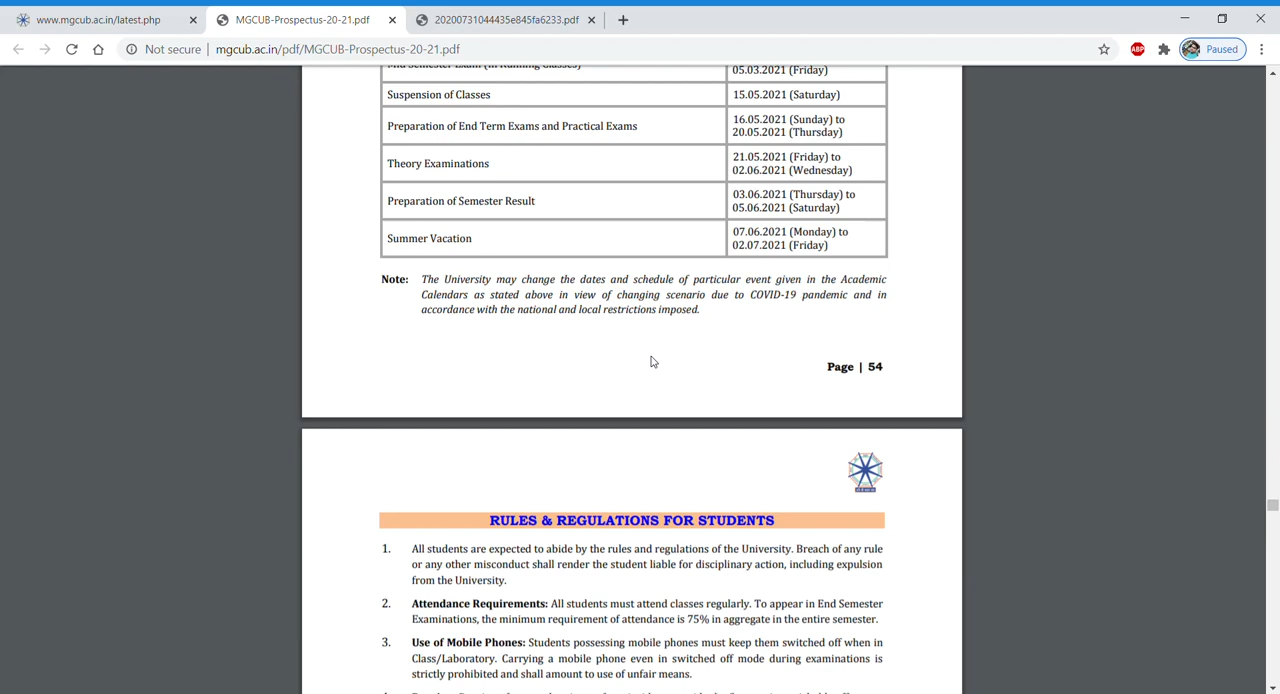 www.mgcub.ac.in/latest.php
MGCUB-Prospectus-20-21.pdf
20200731044435e845fa6233.pdf
Not secure | mgcub.ac.in/pdf/MGCUB-Prospectus-20-21.pdf
ABP
Paused
Mid Semester Exam (In Running Classes)
05.03.2021 (Friday)
Suspension of Classes 15.05.2021 (Saturday)
Preparation of End Term Exams and Practical Exams
16.05.2021 (Sunday) to
20.05.2021 (Thursday)
Theory Examinations
21.05.2021 (Friday) to
02.06.2021 (Wednesday)
Preparation of Semester Result
03.06.2021 (Thursday) to
05.06.2021 (Saturday)
Summer Vacation
07.06.2021 (Monday) to
02.07.2021 (Friday)
Note: The University may change the dates and schedule of particular event given in the Academic
Calendars as stated above in view of changing scenario due to COVID-19 pandemic and in
accordance with the national and local restrictions imposed.
Page | 54
RULES & REGULATIONS FOR STUDENTS
1. All students are expected to abide by the rules and regulations of the University. Breach of any rule
or any other misconduct shall render the student liable for disciplinary action, including expulsion
from the University.
2. Attendance Requirements: All students must attend classes regularly. To appear in End Semester
Examinations, the minimum requirement of attendance is 75% in aggregate in the entire semester.
3. Use of Mobile Phones: Students possessing mobile phones must keep them switched off when in
Class/Laboratory. Carrying a mobile phone even in switched off mode during examinations is
strictly prohibited and shall amount to use of unfair means.